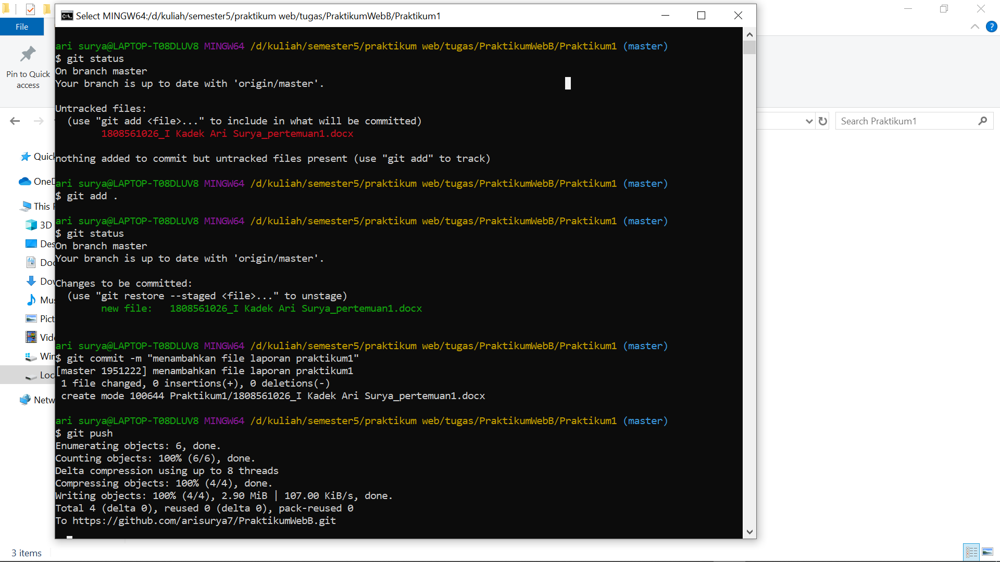 Select MINGW64:/d/kuliah/semester5/praktikum web/tugas/PraktikumWebB/Praktikum1
File
Pin to Quick
access
Search Praktikum1
Quick
OneD
This P
3D
Des
Doc
Dow
Mus
Pict
Vide
Win
Loc
Netw
3 items
ari surya@LAPTOP-T08DLUV8 MINGW64 /d/kuliah/semester5/praktikum web/tugas/PraktikumWebB/Praktikum1 (master)
$ git status
On branch master
Your branch is up to date with 'origin/master'.
Untracked files:
(use "git add <file>..." to include in what will be committed)
1808561026_I Kadek Ari Surya_pertemuan1.docx
nothing added to commit but untracked files present (use "git add" to track)
ari surya@LAPTOP-T08DLUV8 MINGW64 /d/kuliah/semester5/praktikum web/tugas/PraktikumWebB/Praktikum1 (master)
$ git add .
ari surya@LAPTOP-T08DLUV8 MINGW64 /d/kuliah/semester5/praktikum web/tugas/PraktikumWebB/Praktikum1 (master)
$ git status
On branch master
Your branch is up to date with 'origin/master'.
Changes to be committed:
(use "git restore --staged <file>..." to unstage)
new file:   1808561026_I Kadek Ari Surya_pertemuan1.docx
ari surya@LAPTOP-T08DLUV8 MINGW64 /d/kuliah/semester5/praktikum web/tugas/PraktikumWebB/Praktikum1 (master)
$ git commit -m "menambahkan file laporan praktikum1"
[master 1951222] menambahkan file laporan praktikum1
1 file changed, 0 insertions(+), 0 deletions(-)
create mode 100644 Praktikum1/1808561026_I Kadek Ari Surya_pertemuan1.docx
ari surya@LAPTOP-T08DLUV8 MINGW64 /d/kuliah/semester5/praktikum web/tugas/PraktikumWebB/Praktikum1 (master)
$ git push
Enumerating objects: 6, done.
Counting objects: 100% (6/6), done.
Delta compression using up to 8 threads
Compressing objects: 100% (4/4), done.
Writing objects: 100% (4/4), 2.90 MiB | 107.00 KiB/s, done.
Total 4 (delta 0), reused 0 (delta 0), pack-reused 0
To https://github.com/arisurya7/PraktikumWebB.git